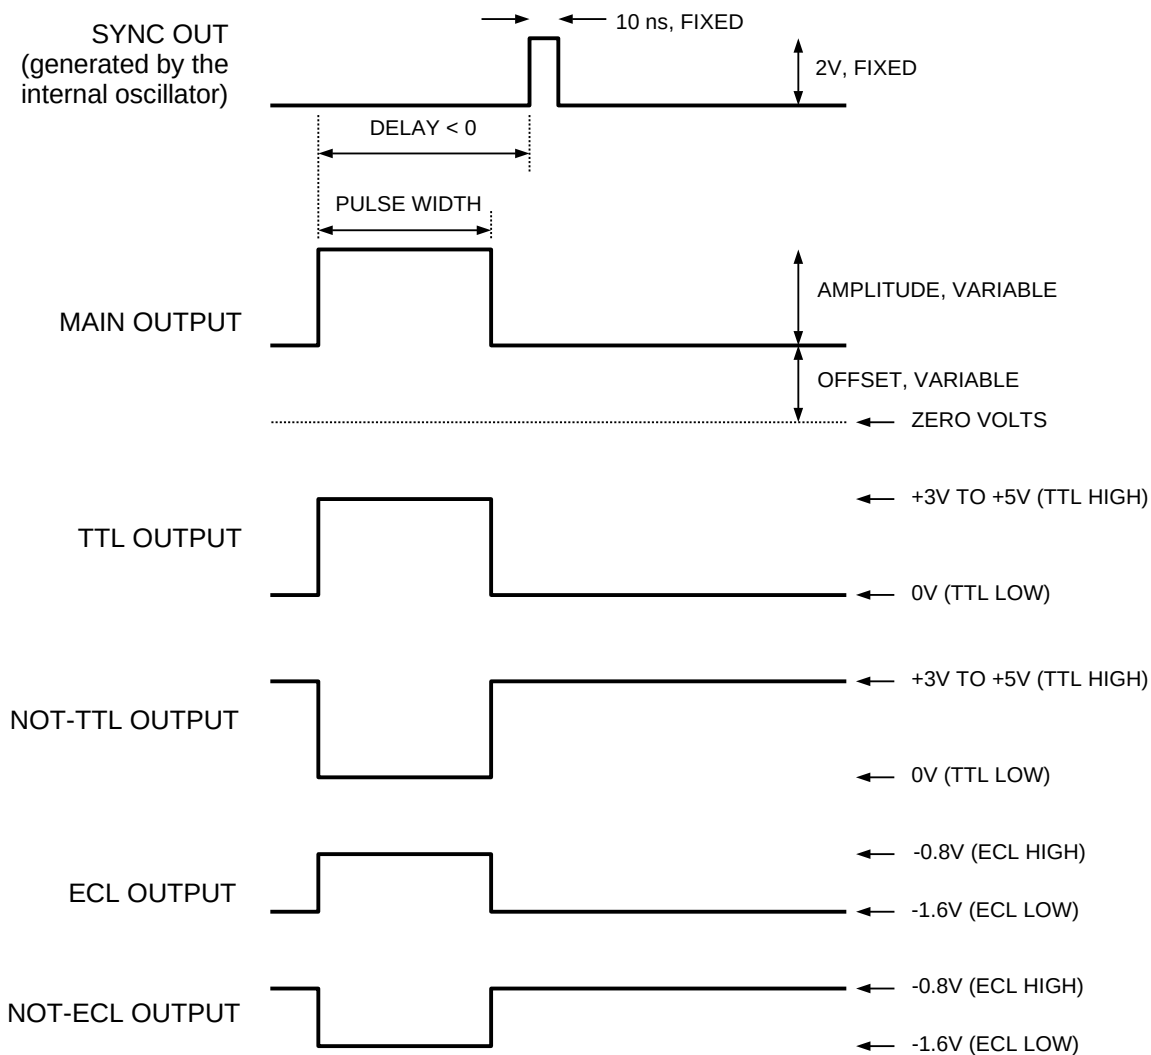 SYNC OUT
(generated by the
internal oscillator)
10 ns, FIXED
2V, FIXED
DELAY < 0
PULSE WIDTH
MAIN OUTPUT
AMPLITUDE, VARIABLE
OFFSET, VARIABLE
ZERO VOLTS
TTL OUTPUT
+3V TO +5V (TTL HIGH)
0V (TTL LOW)
NOT-TTL OUTPUT
+3V TO +5V (TTL HIGH)
0V (TTL LOW)
ECL OUTPUT
-0.8V (ECL HIGH)
-1.6V (ECL LOW)
NOT-ECL OUTPUT
-0.8V (ECL HIGH)
-1.6V (ECL LOW)